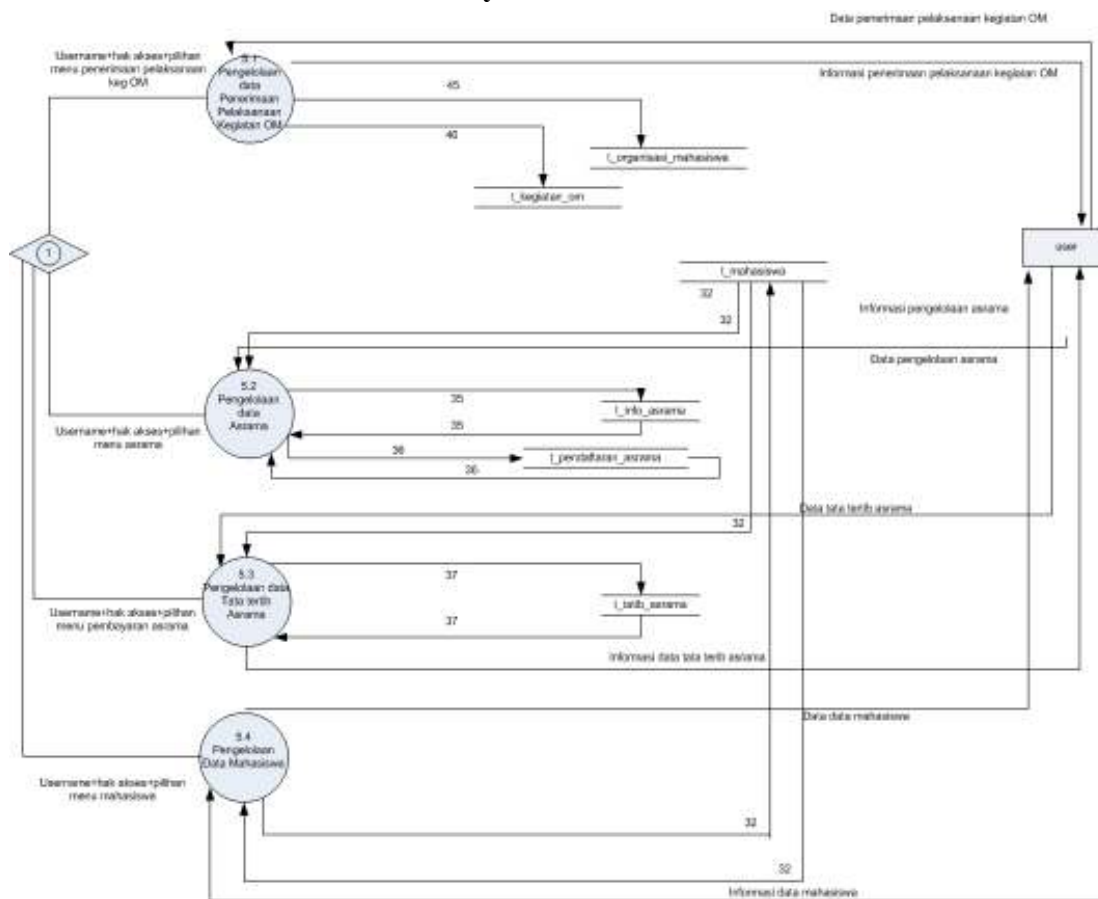 Data penerimaan pelaksanaan kegiatan OM
Username+hak akses+pilihan
menu penerimaan pelaksanaan
keg OM
5.1
Pengelolaan
data
Penerimaan
Pelaksanaan
Kegiatan OM
Informasi penerimaan pelaksanaan kegiatan OM
45
40
t_organisasi_mahasiswa
t_kegiatan_om
1
user
t_mahasiswa
32
32
Informasi pengelolaan asrama
Data pengelolaan asrama
5.2
Pengelolaan
data
Asrama
35
t_info_asrama
35
36
t_pendaftaran_asrama
36
Username+hak akses+pilihan
menu asrama
Data tata tertib asrama
32
5.3
Pengelolaan data
Tata tertib
Asrama
37
t_tatib_asrama
37
Username+hak akses+pilihan
menu pembayaran asrama
Informasi data tata terib asrama
Data data mahasiswa
5.4
Pengelolaan
Data Mahasiswa
Username+hak akses+pilihan
menu mahasiswa
32
32
Informasi data mahasiswa